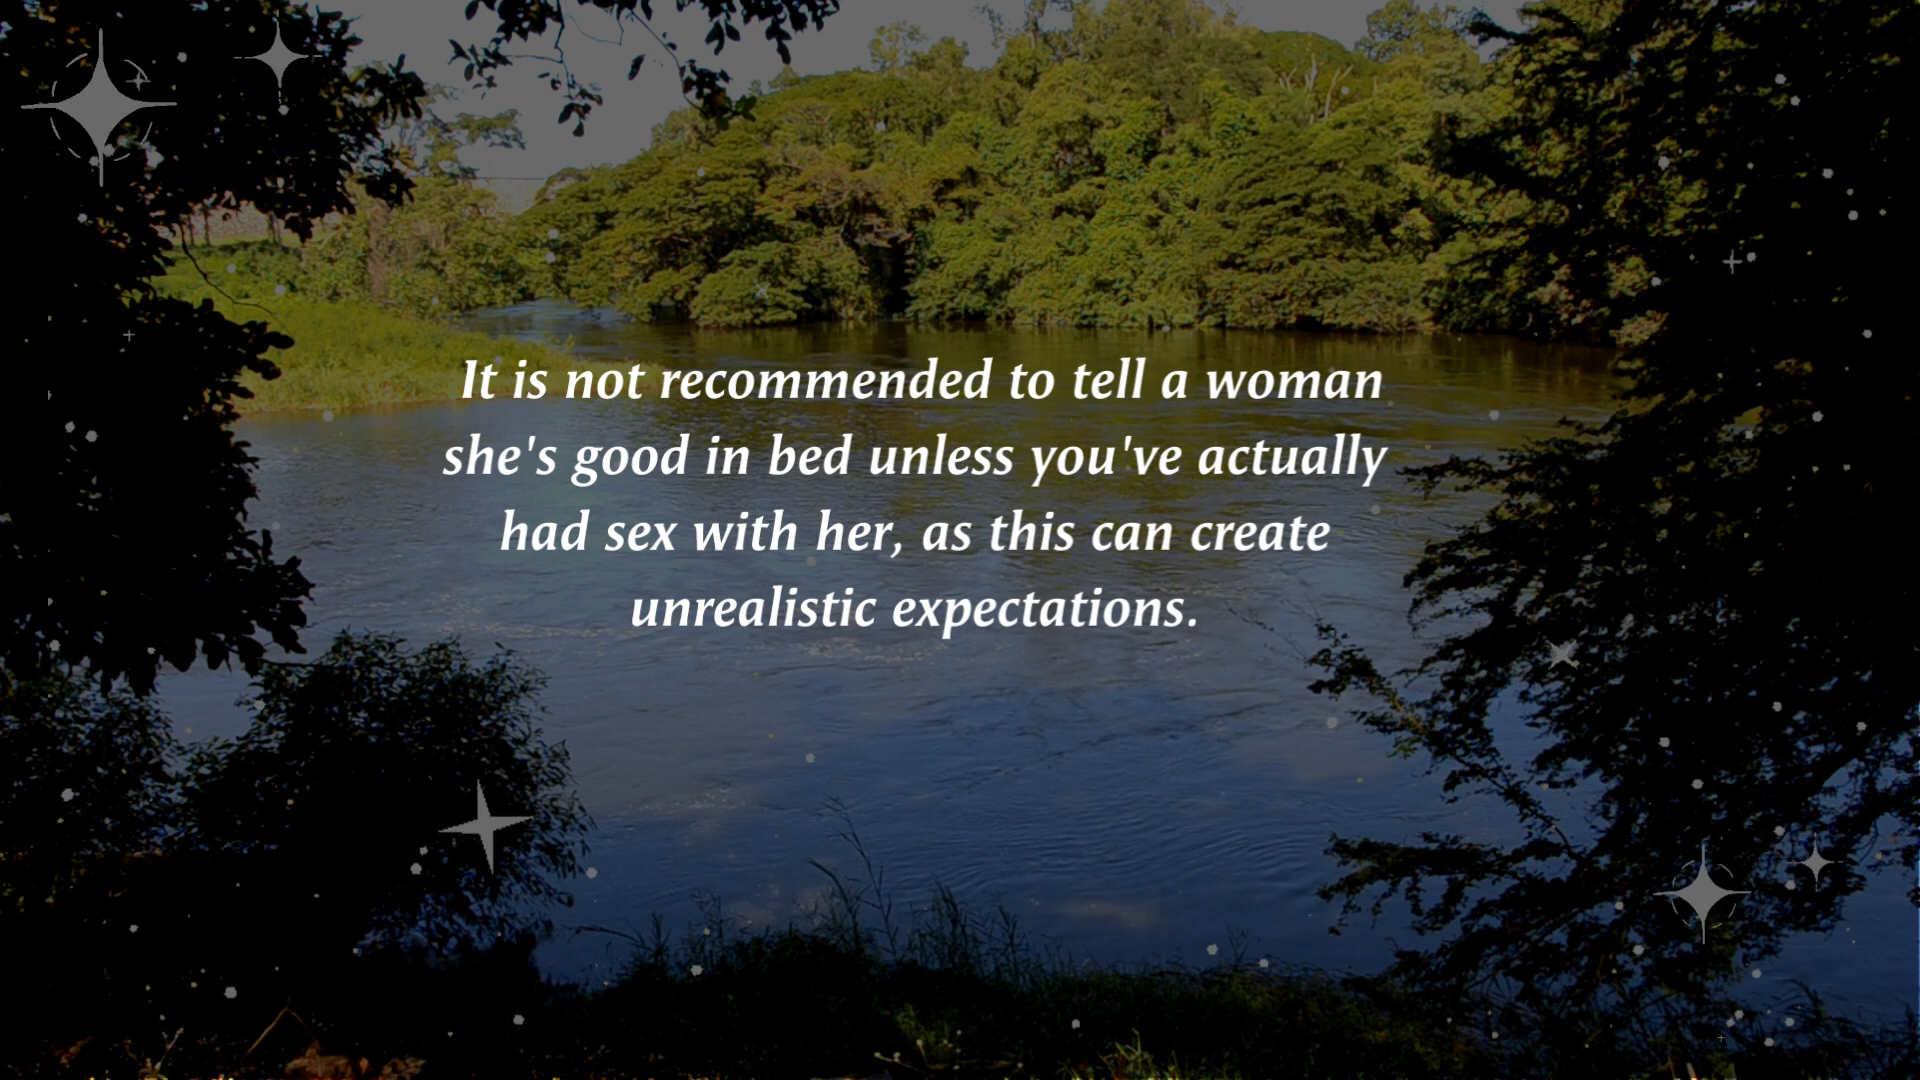 It is not recommended to tell a woman
she's good in bed unless you've actually
had sex with her, as this can create
unrealistic expectations.